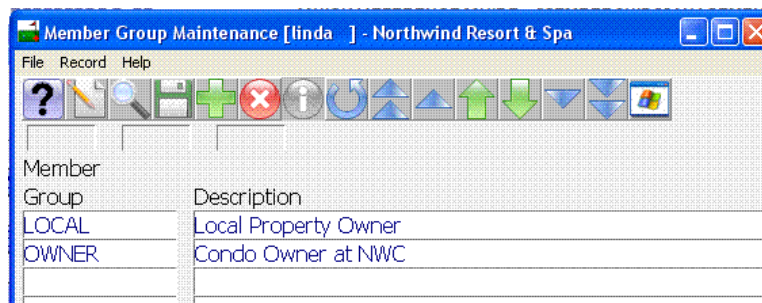 Member Group Maintenance [linda ] - Northwind Resort & Spa
File Record Help
Member
Group Description
LOCAL Local Property Owner
OWNER Condo Owner at NWC